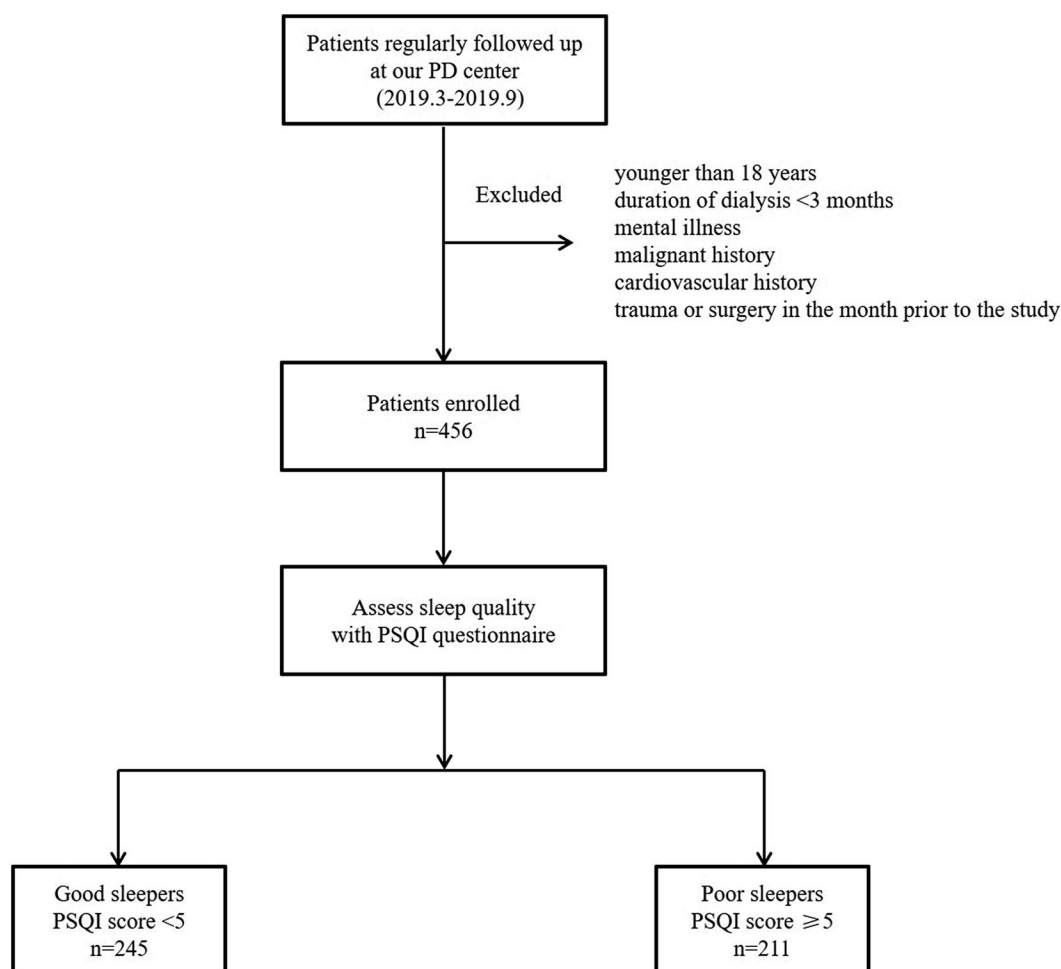 Patients regularly followed up
at our PD center
(2019.3-2019.9)
Excluded
younger than 18 years
duration of dialysis <3 months
mental illness
malignant history
cardiovascular history
trauma or surgery in the month prior to the study
Patients enrolled
n=456
Assess sleep quality
with PSQI questionnaire
Good sleepers
PSQI score <5
n=245
Poor sleepers
PSQI score ≥5
n=211